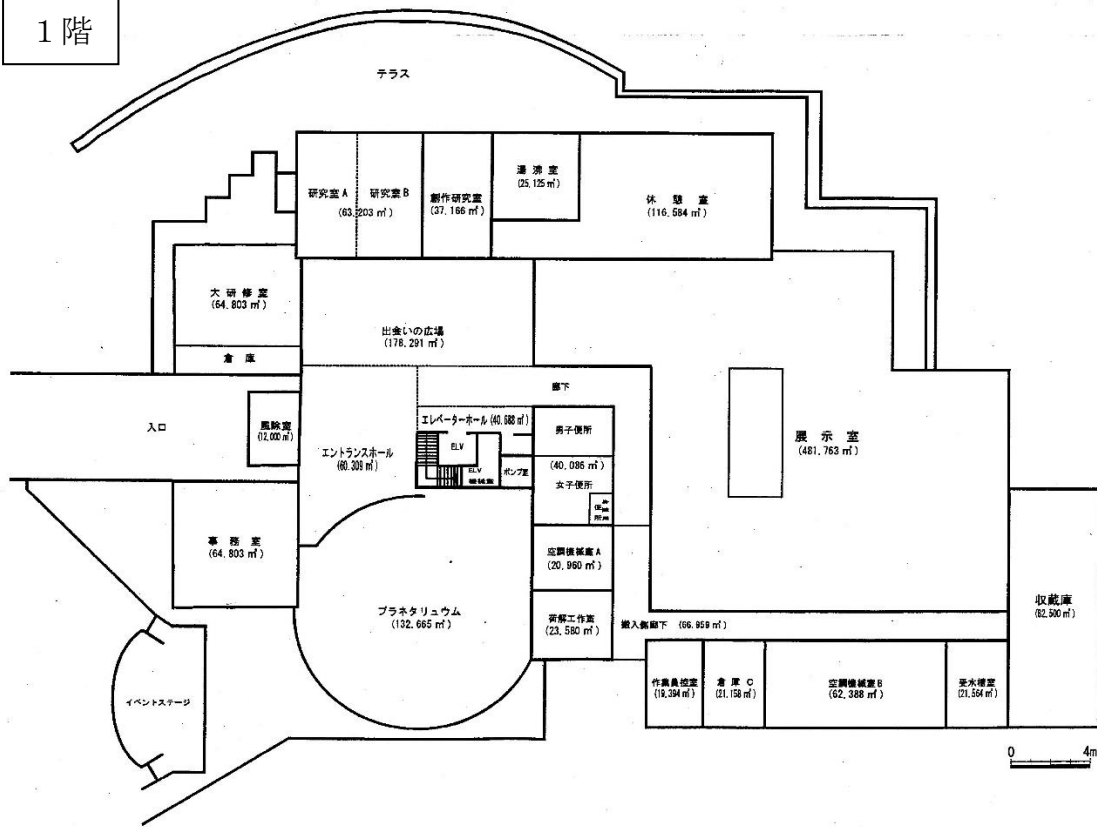 1階
テラス
研究室A
研究室B
(63.203㎡)
創作研究室
(37.166㎡)
湯沸室
(25.125㎡)
休憩室
(116.584㎡)
大研修室
(64.803㎡)
倉庫
出会いの広場
(178.291㎡)
廊下
入口
風除室
(12.000㎡)
エントランスホール
(60.309㎡)
エレベーターホール(40.688㎡)
ELV
ELV
機械室
ポンプ室
男子便所
(40.086㎡)
女子便所
展示室
(481.763㎡)
事務室
(64.803㎡)
空調機械室A
(20.960㎡)
プラネタリュウム
(132.665㎡)
荷解工作室
(23.580㎡)
搬入側廊下 (66.959㎡)
収蔵庫
(82.500㎡)
イベントステージ
作業員控室
(19.394㎡)
倉庫C
(21.158㎡)
空調機械室B
(62.388㎡)
受水槽室
(21.564㎡)
0 4m